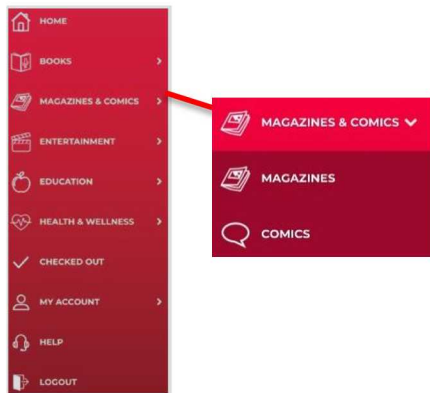 HOME
BOOKS
MAGAZINES & COMICS
ENTERTAINMENT
EDUCATION
HEALTH & WELLNESS
CHECKED OUT
MY ACCOUNT
HELP
LOGOUT
MAGAZINES & COMICS
MAGAZINES
COMICS